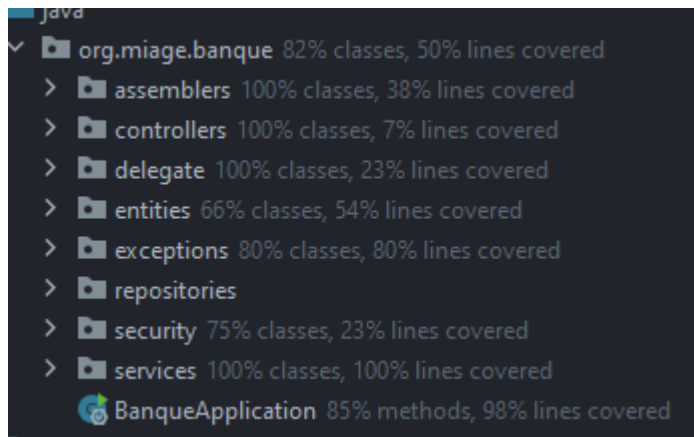 java
org.miage.banque 82% classes, 50% lines covered
assemblers 100% classes, 38% lines covered
controllers 100% classes, 7% lines covered
delegate 100% classes, 23% lines covered
entities 66% classes, 54% lines covered
exceptions 80% classes, 80% lines covered
repositories
security 75% classes, 23% lines covered
services 100% classes, 100% lines covered
BanqueApplication 85% methods, 98% lines covered